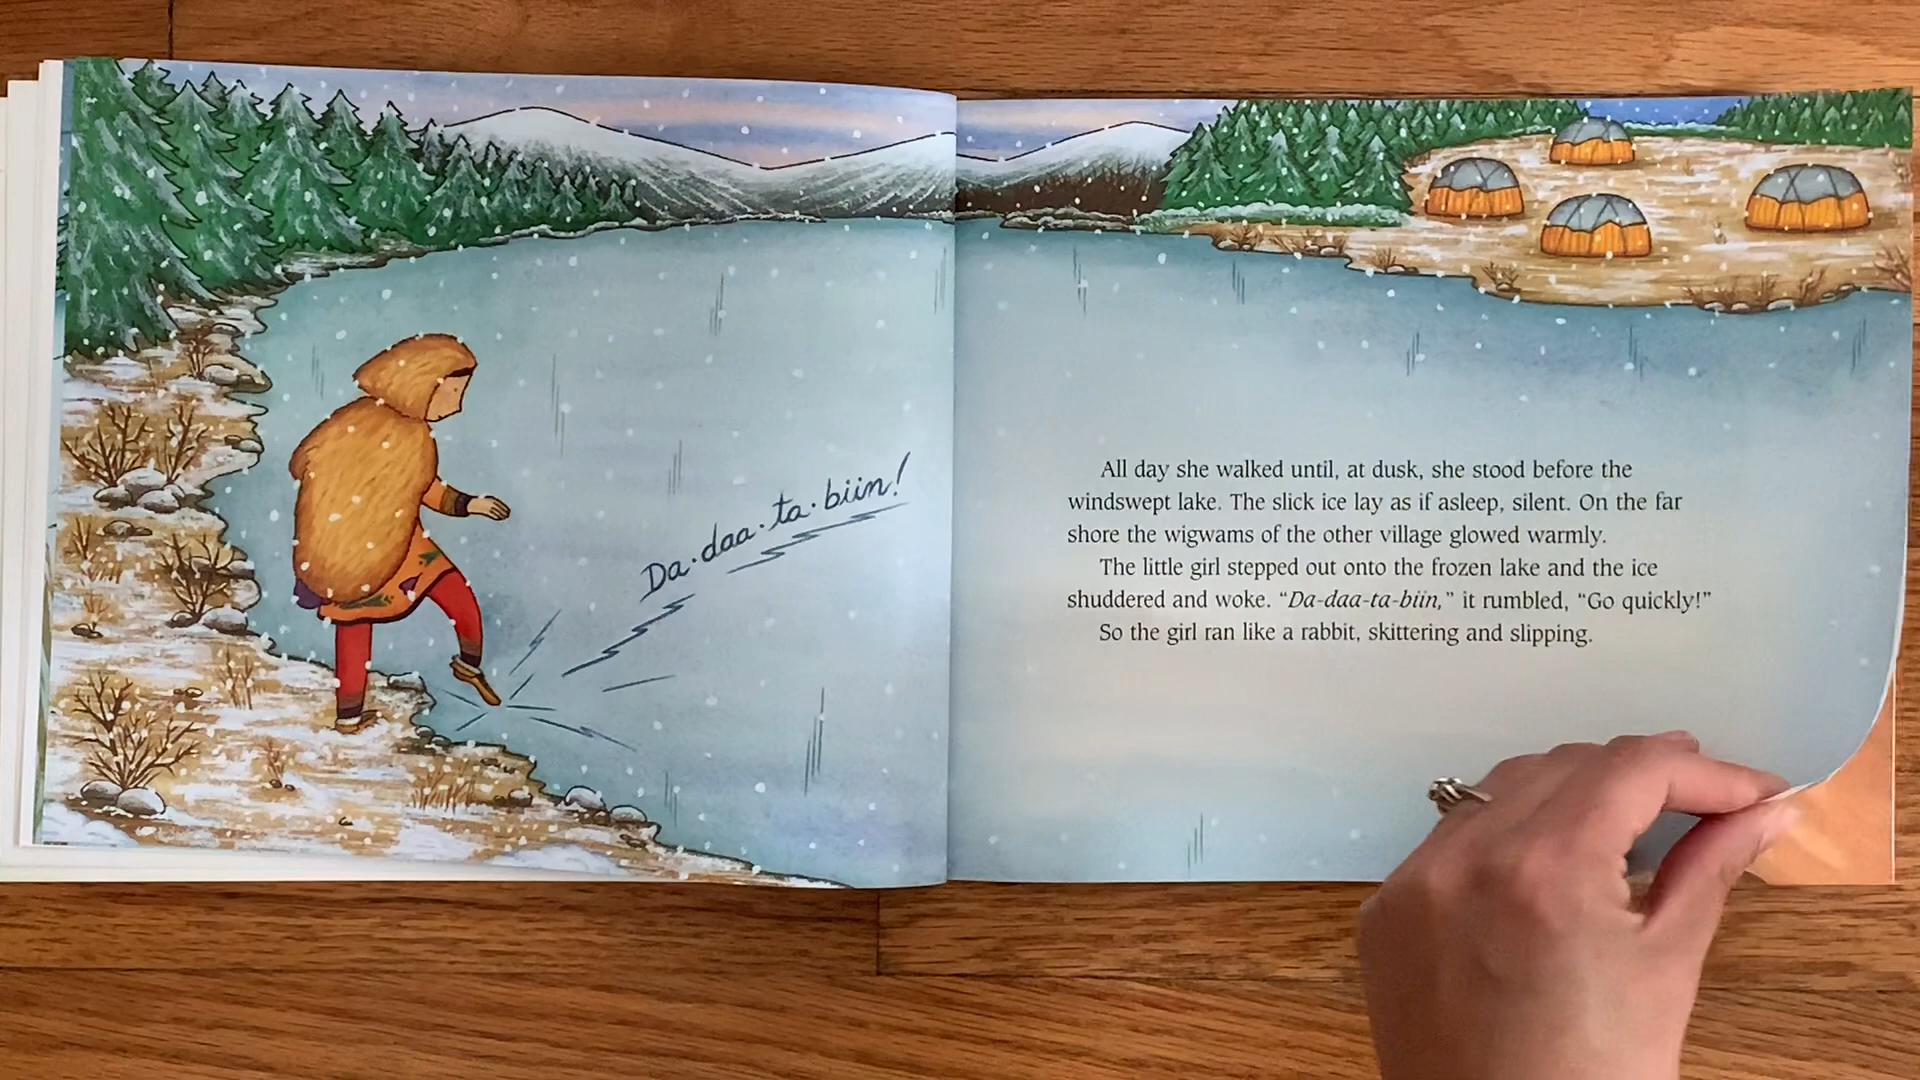 Da·daa·ta·biin!
All day she walked until, at dusk, she stood before the
windswept lake. The slick ice lay as if asleep, silent. On the far
shore the wigwams of the other village glowed warmly.
The little girl stepped out onto the frozen lake and the ice
shuddered and woke. “Da-daa-ta-biin,” it rumbled, “Go quickly!”
So the girl ran like a rabbit, skittering and slipping.